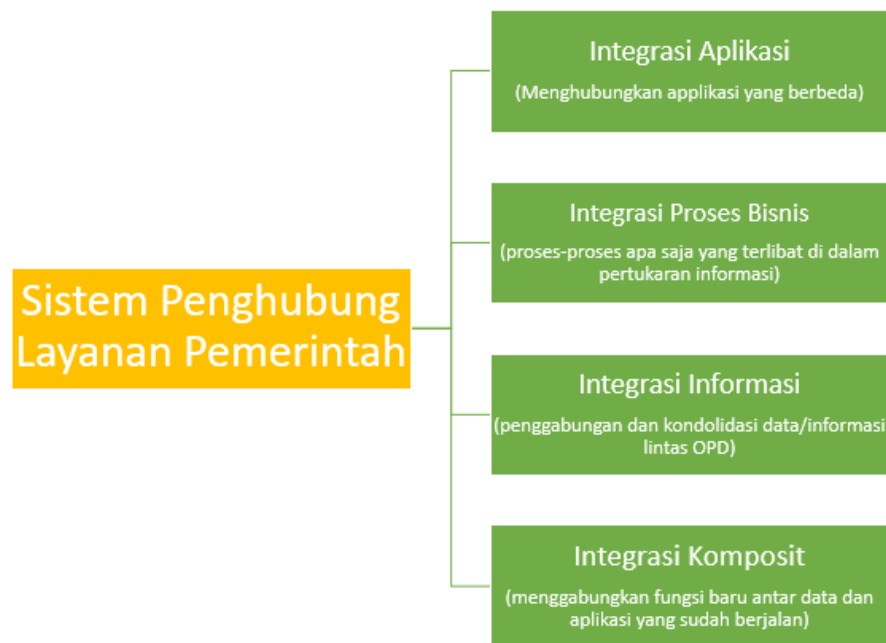 Integrasi Aplikasi
(Menghubungkan applikasi yang berbeda)
Integrasi Proses Bisnis
(proses-proses apa saja yang terlibat di dalam
pertukaran informasi)
Sistem Penghubung
Layanan Pemerintah
Integrasi Informasi
(penggabungan dan kondolidasi data/informasi
lintas OPD)
Integrasi Komposit
(menggabungkan fungsi baru antar data dan
aplikasi yang sudah berjalan)